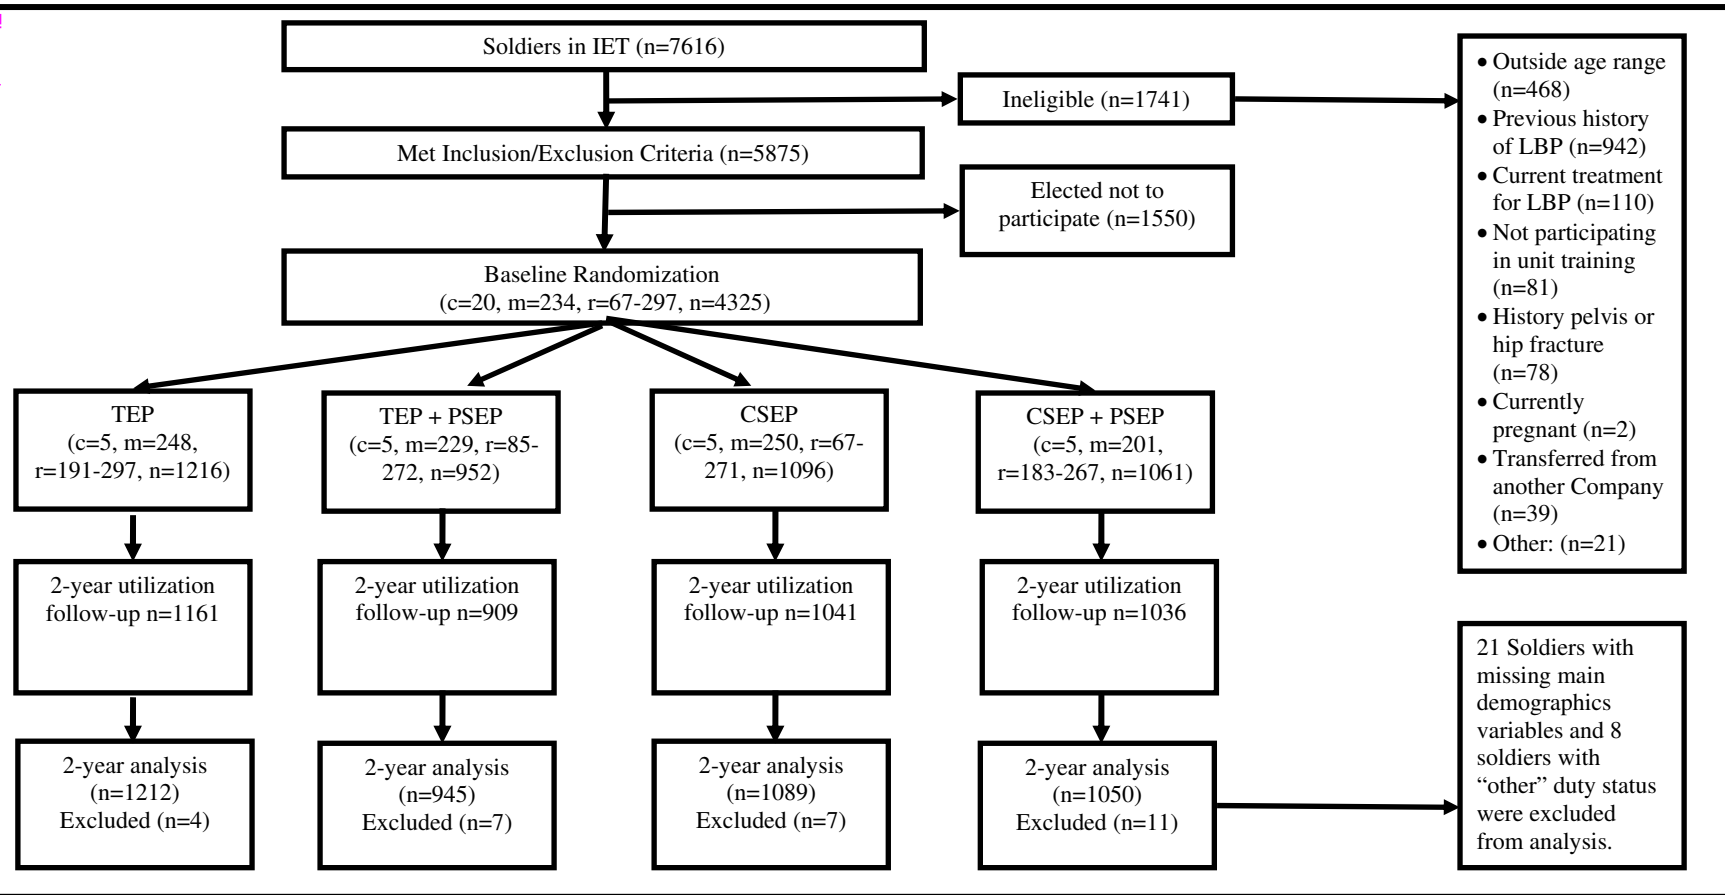 Soldiers in IET (n=7616)
Ineligible (n=1741)
Met Inclusion/Exclusion Criteria (n=5875)
Elected not to
participate (n=1550)
Baseline Randomization
(c=20, m=234, r=67-297, n=4325)
• Outside age range
(n=468)
• Previous history
of LBP (n=942)
• Current treatment
for LBP (n=110)
• Not participating
in unit training
(n=81)
• History pelvis or
hip fracture
(n=78)
• Currently
pregnant (n=2)
• Transferred from
another Company
(n=39)
• Other: (n=21)
TEP
(c=5, m=248,
r=191-297, n=1216)
TEP + PSEP
(c=5, m=229, r=85-
272, n=952)
CSEP
(c=5, m=250, r=67-
271, n=1096)
CSEP + PSEP
(c=5, m=201,
r=183-267, n=1061)
2-year utilization
follow-up n=1161
2-year utilization
follow-up n=909
2-year utilization
follow-up n=1041
2-year utilization
follow-up n=1036
2-year analysis
(n=1212)
Excluded (n=4)
2-year analysis
(n=945)
Excluded (n=7)
2-year analysis
(n=1089)
Excluded (n=7)
2-year analysis
(n=1050)
Excluded (n=11)
21 Soldiers with
missing main
demographics
variables and 8
soldiers with
“other” duty status
were excluded
from analysis.